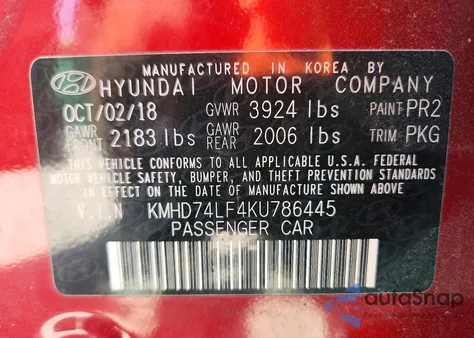 MANUFACTURED IN KOREA BY
HYUNDAI MOTOR COMPANY
OCT/02/18 GVWR 3924 lbs PAINT PR2
GAWR FRONT 2183 lbs GAWR REAR 2006 lbs TRIM PKG
THIS VEHICLE CONFORMS TO ALL APPLICABLE U.S.A. FEDERAL
MOTOR VEHICLE SAFETY, BUMPER, AND THEFT PREVENTION STANDARDS
IN EFFECT ON THE DATE OF MANUFACTURE SHOWN ABOVE.
V.I.N KMHD74LF4KU786445
PASSENGER CAR
autoSnap